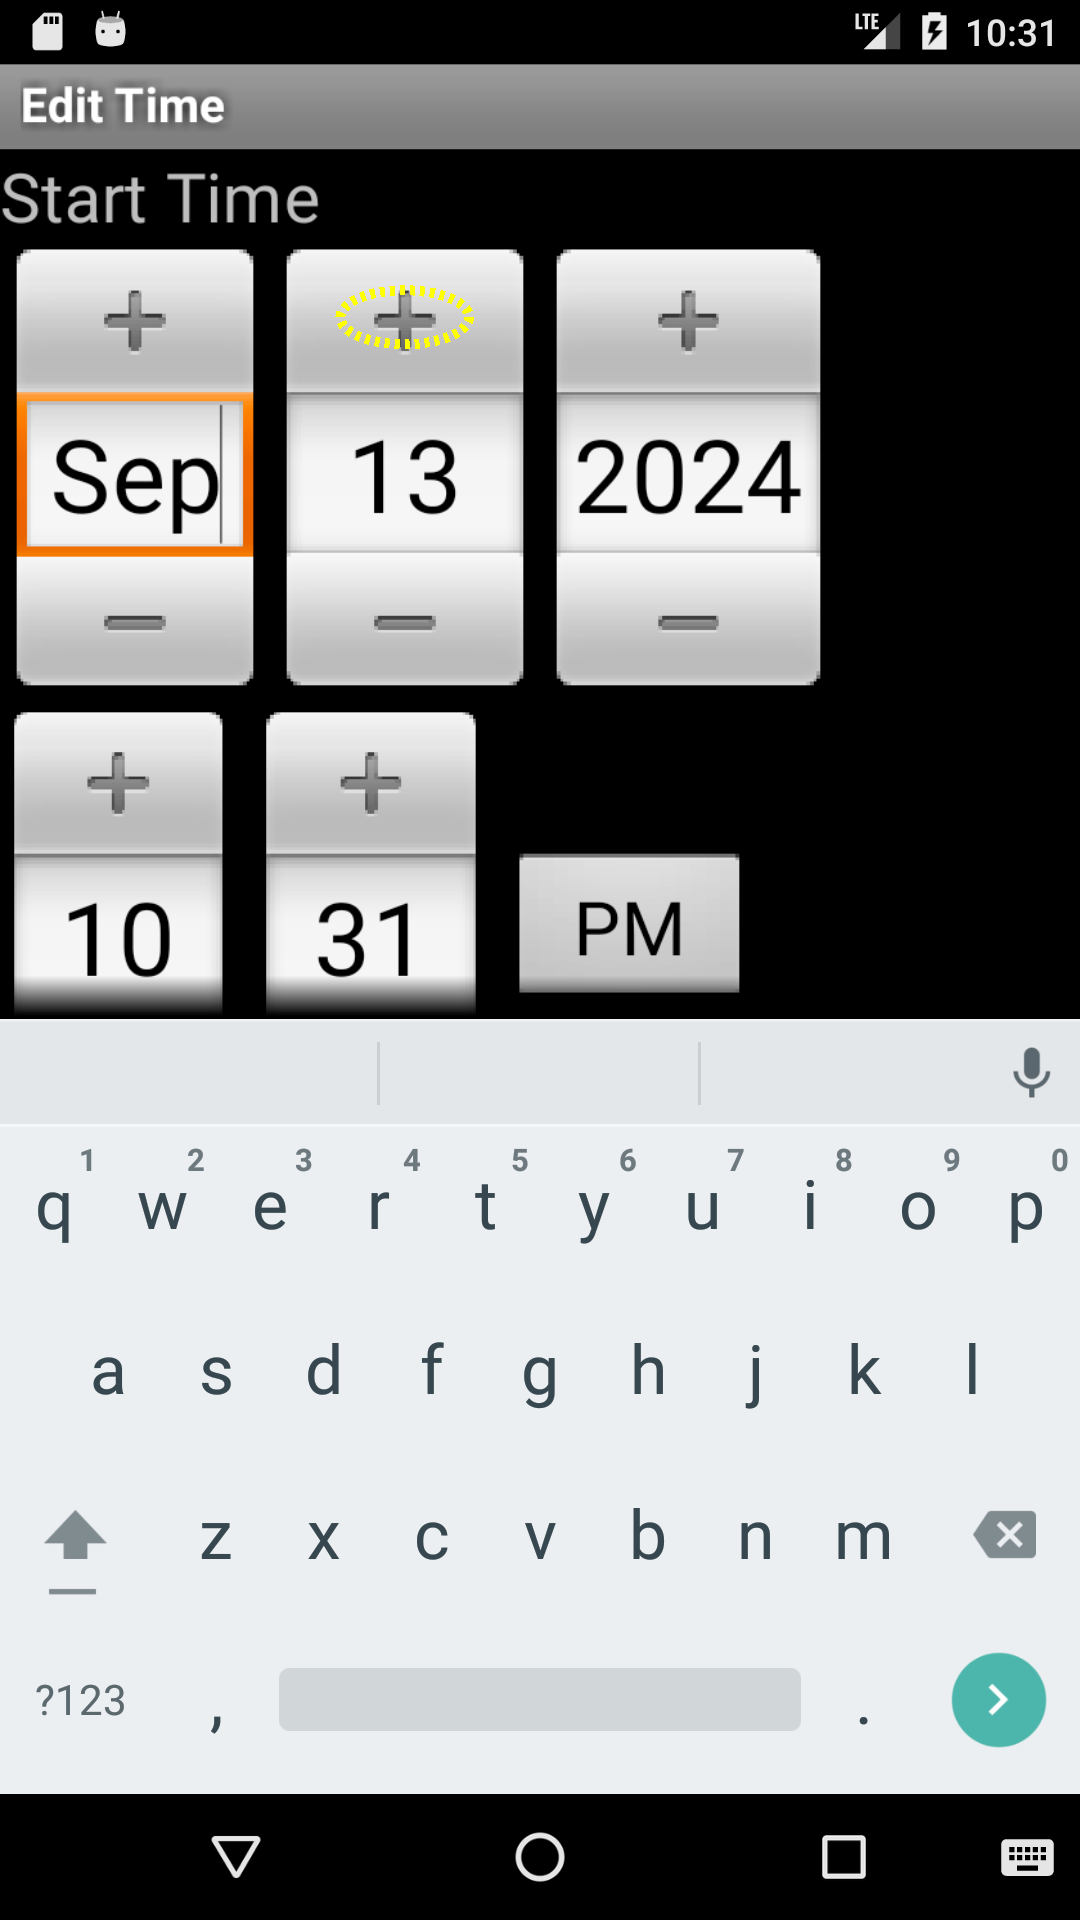 LTE 10:31
Edit Time
Start Time
+ + +
Sep 13 2024
− − −
+ +
10 31 PM
1 2 3 4 5 6 7 8 9 0
q w e r t y u i o p
a s d f g h j k l
z x c v b n m
?123 , .